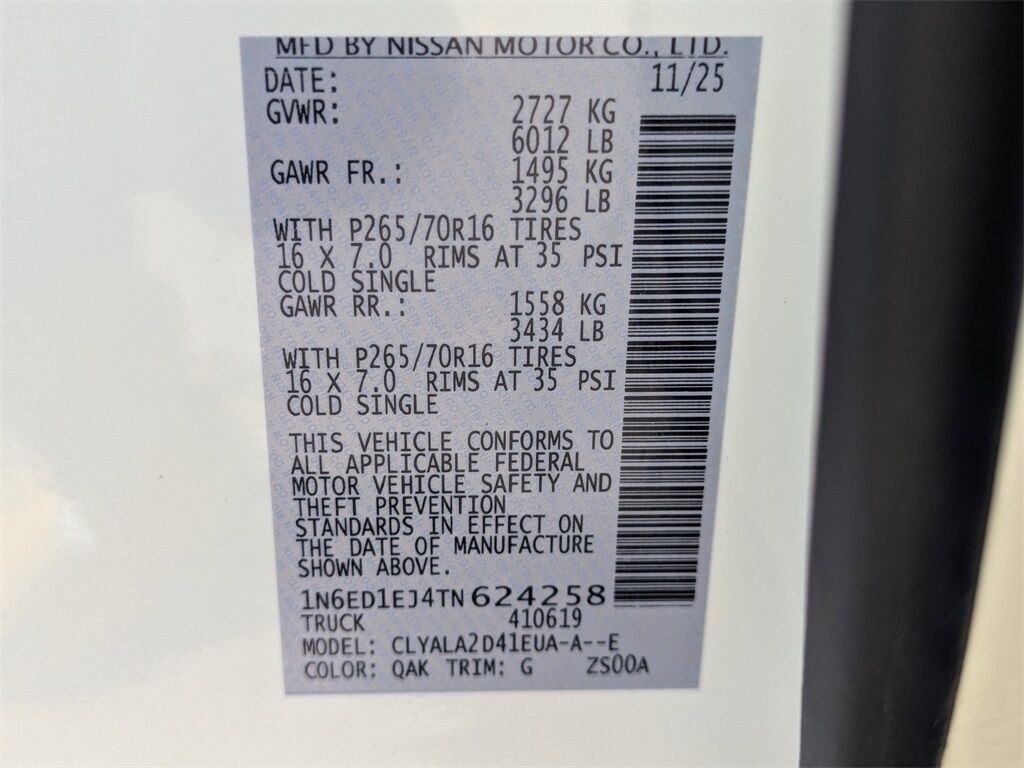 MFD BY NISSAN MOTOR CO., LTD.
DATE: 11/25
GVWR: 2727 KG
6012 LB
GAWR FR.: 1495 KG
3296 LB
WITH P265/70R16 TIRES
16 X 7.0 RIMS AT 35 PSI
COLD SINGLE
GAWR RR.: 1558 KG
3434 LB
WITH P265/70R16 TIRES
16 X 7.0 RIMS AT 35 PSI
COLD SINGLE
THIS VEHICLE CONFORMS TO
ALL APPLICABLE FEDERAL
MOTOR VEHICLE SAFETY AND
THEFT PREVENTION
STANDARDS IN EFFECT ON
THE DATE OF MANUFACTURE
SHOWN ABOVE.
1N6ED1EJ4TN624258
TRUCK 410619
MODEL: CLYALA2D41EUA-A--E
COLOR: QAK TRIM: G ZS00A